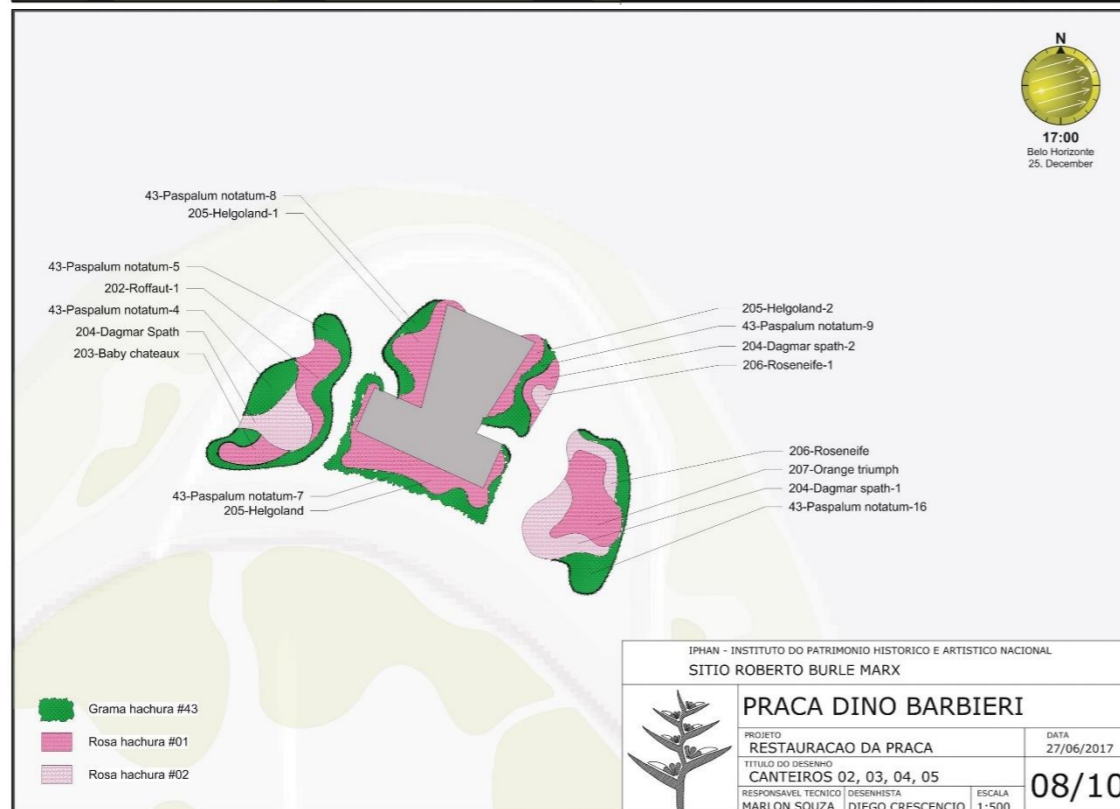 N
17:00
Belo Horizonte
25. December
43-Paspalum notatum-8
205-Helgoland-1
43-Paspalum notatum-5
202-Roffaut-1
43-Paspalum notatum-4
204-Dagmar Spath
203-Baby chateaux
205-Helgoland-2
43-Paspalum notatum-9
204-Dagmar spath-2
206-Roseneife-1
43-Paspalum notatum-7
205-Helgoland
206-Roseneife
207-Orange triumph
204-Dagmar spath-1
43-Paspalum notatum-16
Grama hachura #43
Rosa hachura #01
Rosa hachura #02
IPHAN - INSTITUTO DO PATRIMONIO HISTORICO E ARTISTICO NACIONAL
SITIO ROBERTO BURLE MARX
PRACA DINO BARBIERI
PROJETO
RESTAURACAO DA PRACA
DATA
27/06/2017
TITULO DO DESENHO
CANTEIROS 02, 03, 04, 05
08/10
RESPONSAVEL TECNICO
MARLON SOUZA
DESENHISTA
DIEGO CRESCENCIO
ESCALA
1:500